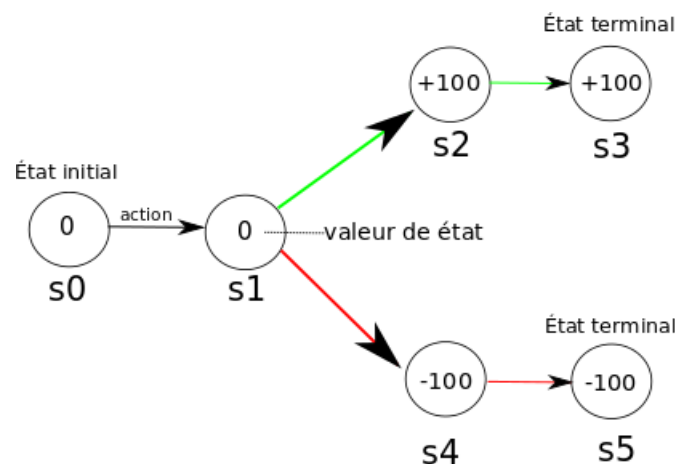 État terminal
+100
+100
s2
s3
État initial
0
action
0
valeur de état
s0
s1
État terminal
-100
-100
s4
s5